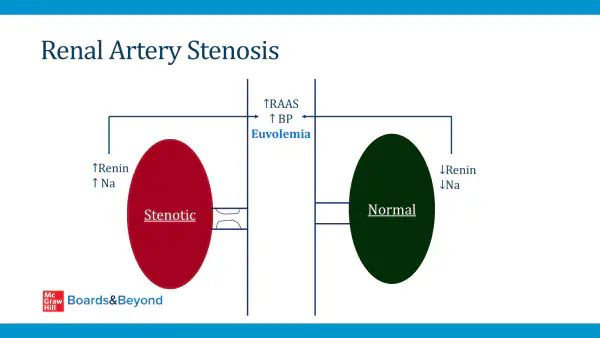 Renal Artery Stenosis
↑RAAS
↑ BP
Euvolemia
↑Renin
↑ Na
↓Renin
↓Na
Stenotic
Normal
Mc
Graw
Hill
Boards&Beyond